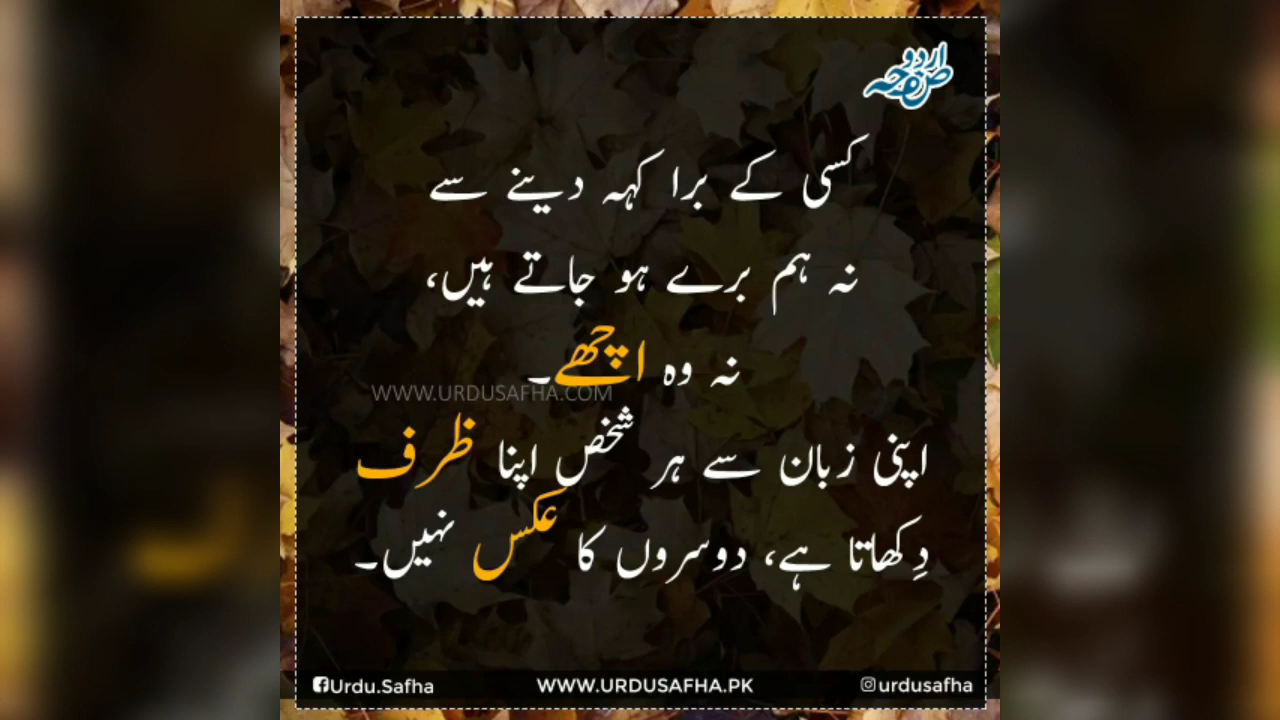 اردو
صفحہ
کسی کے برا کہہ دینے سے
نہ ہم برے ہو جاتے ہیں،
نہ وہ اچھے۔
WWW.URDUSAFHA.COM
اپنی زبان سے ہر شخص اپنا ظرف
دِکھاتا ہے، دوسروں کا عکس نہیں۔
Urdu.Safha
WWW.URDUSAFHA.PK
urdusafha